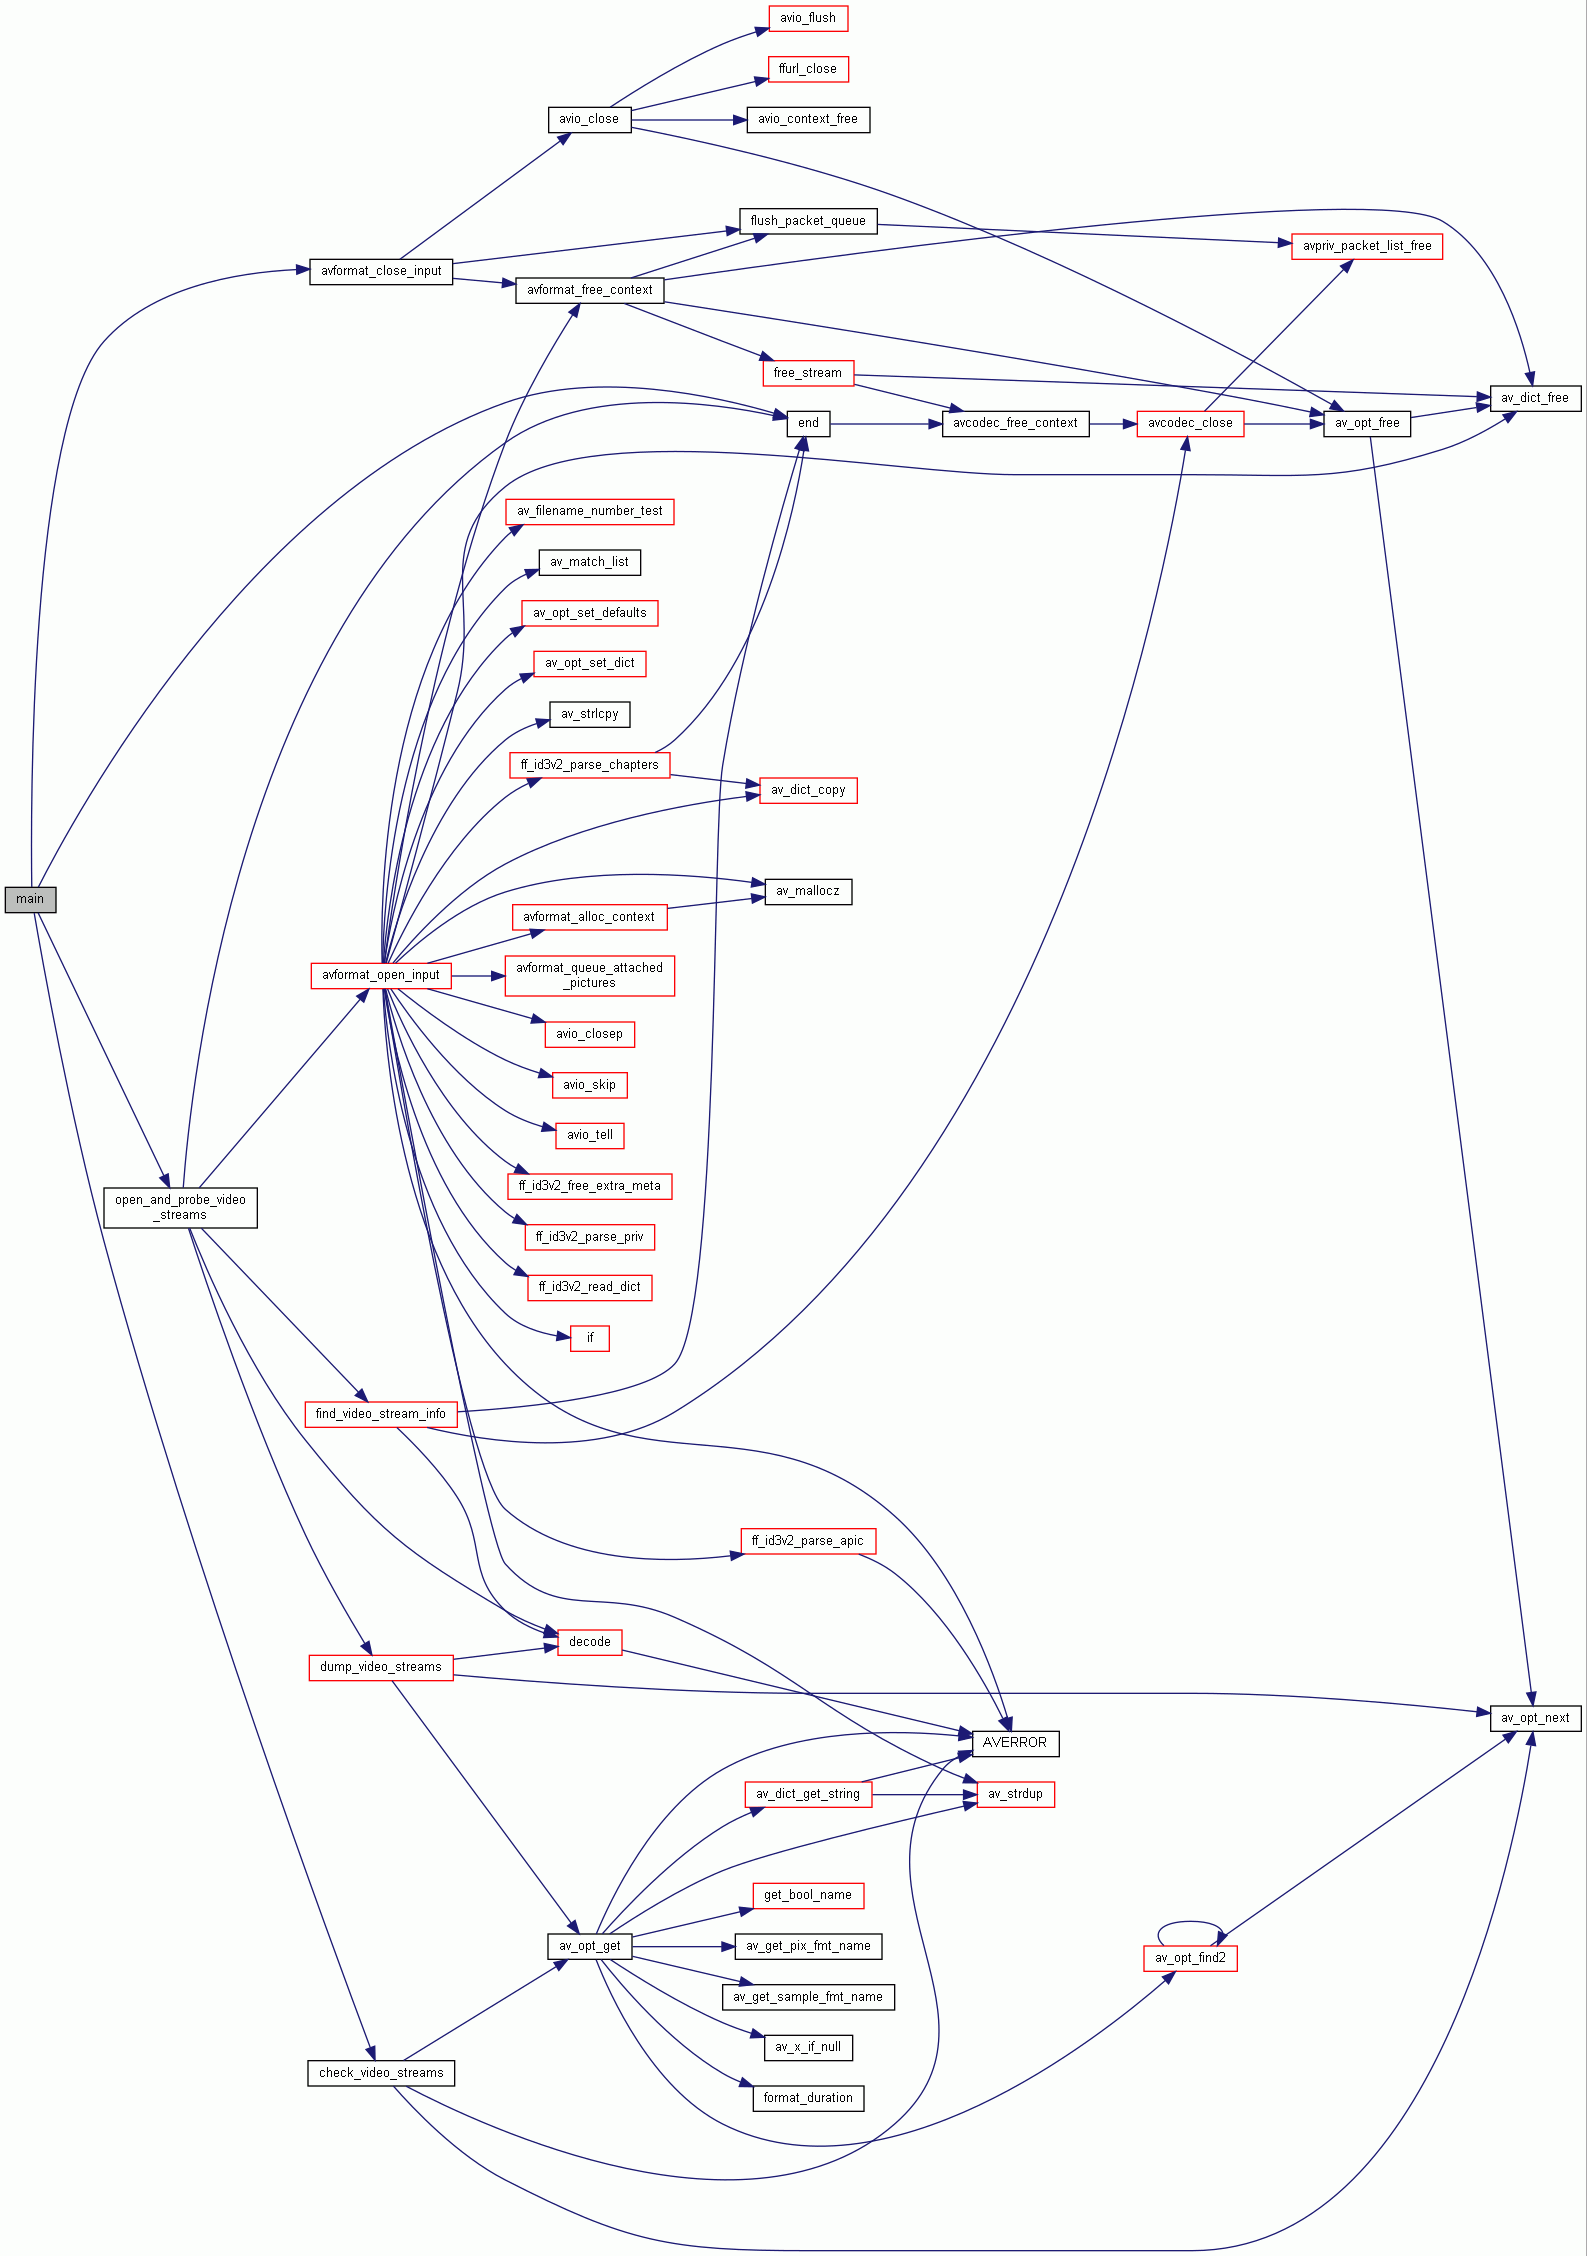 avio_flush
ffurl_close
avio_close
avio_context_free
flush_packet_queue
avpriv_packet_list_free
avformat_close_input
avformat_free_context
free_stream
av_dict_free
end
avcodec_free_context
avcodec_close
av_opt_free
av_filename_number_test
av_match_list
av_opt_set_defaults
av_opt_set_dict
av_strlcpy
ff_id3v2_parse_chapters
av_dict_copy
av_mallocz
main
avformat_alloc_context
avformat_open_input
avformat_queue_attached
_pictures
avio_closep
avio_skip
avio_tell
ff_id3v2_free_extra_meta
open_and_probe_video
_streams
ff_id3v2_parse_priv
ff_id3v2_read_dict
if
find_video_stream_info
ff_id3v2_parse_apic
decode
dump_video_streams
av_opt_next
AVERROR
av_dict_get_string
av_strdup
get_bool_name
av_opt_get
av_get_pix_fmt_name
av_opt_find2
av_get_sample_fmt_name
av_x_if_null
check_video_streams
format_duration